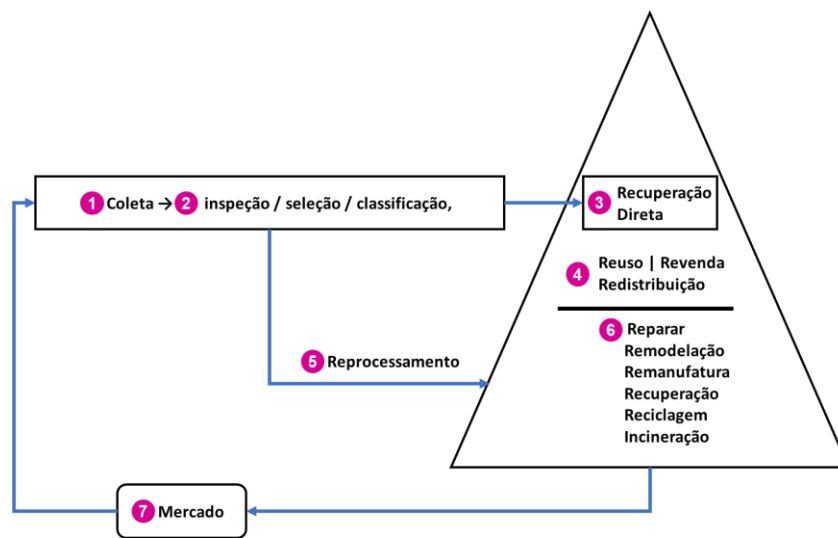 1 Coleta → 2 inspeção / seleção / classificação,
3 Recuperação
Direta
4 Reuso | Revenda
Redistribuição
5 Reprocessamento
6 Reparar
Remodelação
Remanufatura
Recuperação
Reciclagem
Incineração
7 Mercado